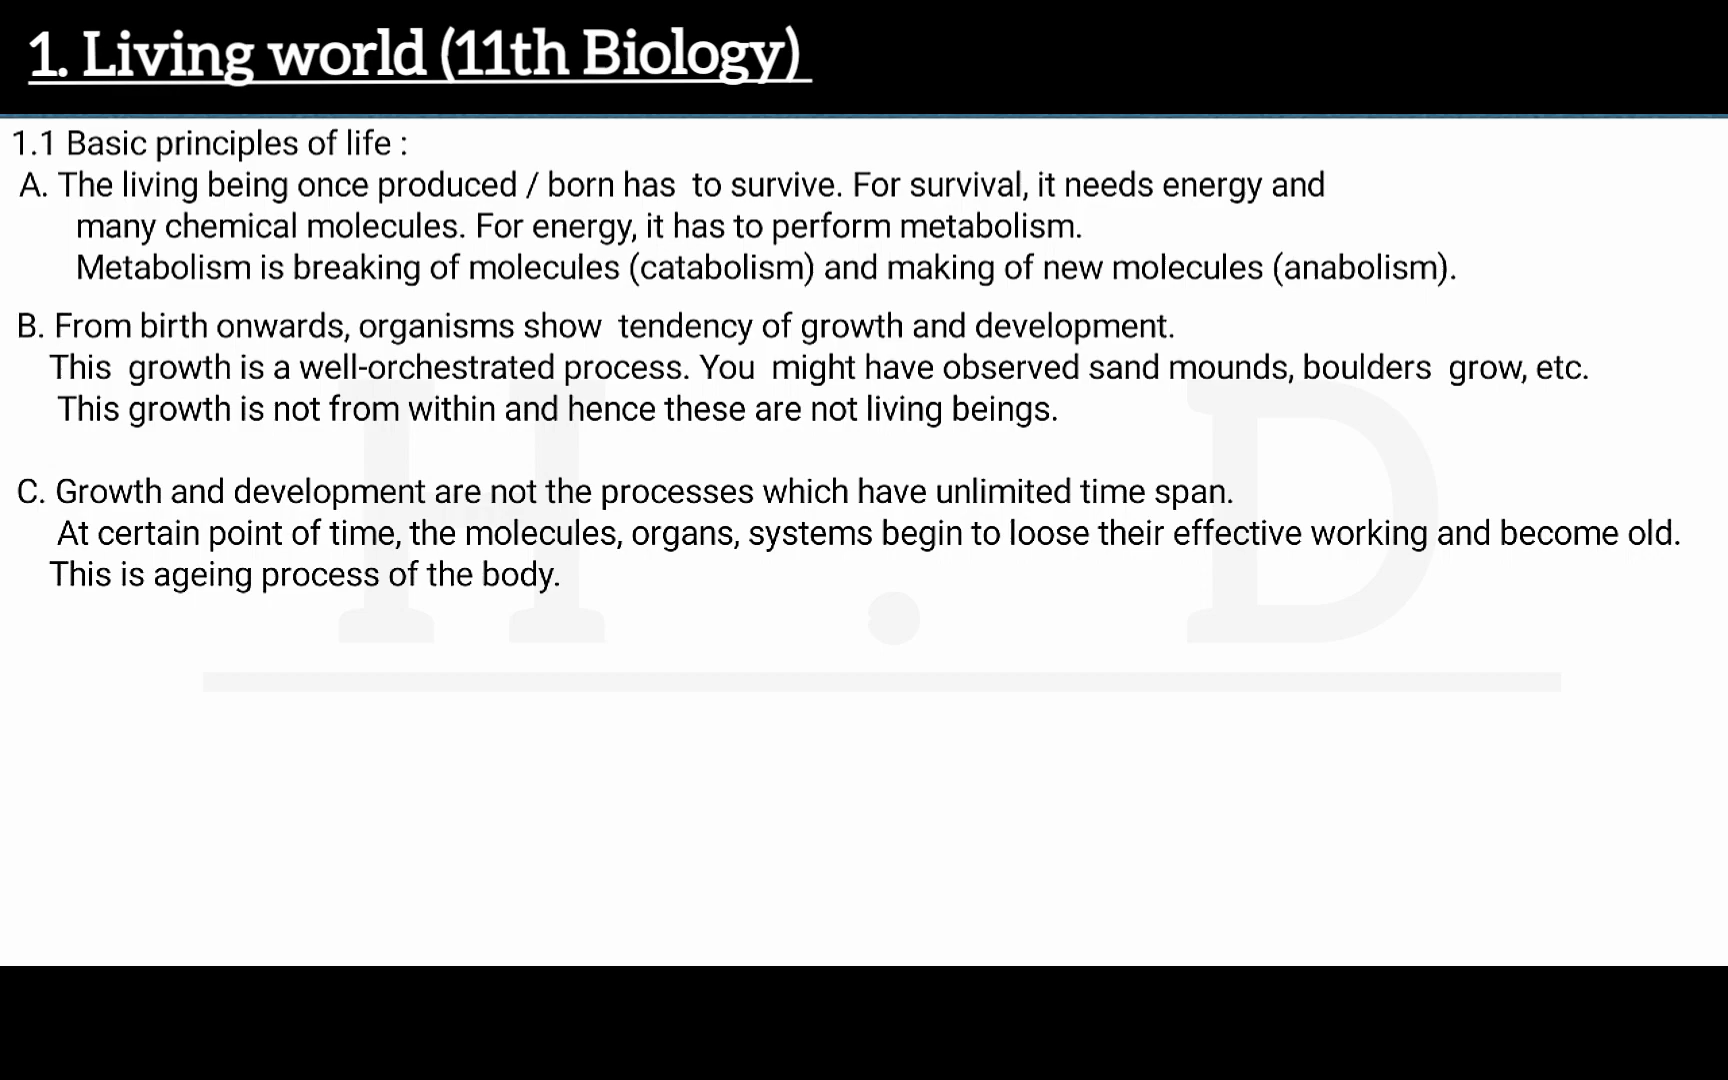 1. Living world (11th Biology)
1.1 Basic principles of life :
A. The living being once produced / born has to survive. For survival, it needs energy and
many chemical molecules. For energy, it has to perform metabolism.
Metabolism is breaking of molecules (catabolism) and making of new molecules (anabolism).
B. From birth onwards, organisms show tendency of growth and development.
This growth is a well-orchestrated process. You might have observed sand mounds, boulders grow, etc.
This growth is not from within and hence these are not living beings.
C. Growth and development are not the processes which have unlimited time span.
At certain point of time, the molecules, organs, systems begin to loose their effective working and become old.
This is ageing process of the body.
H . D